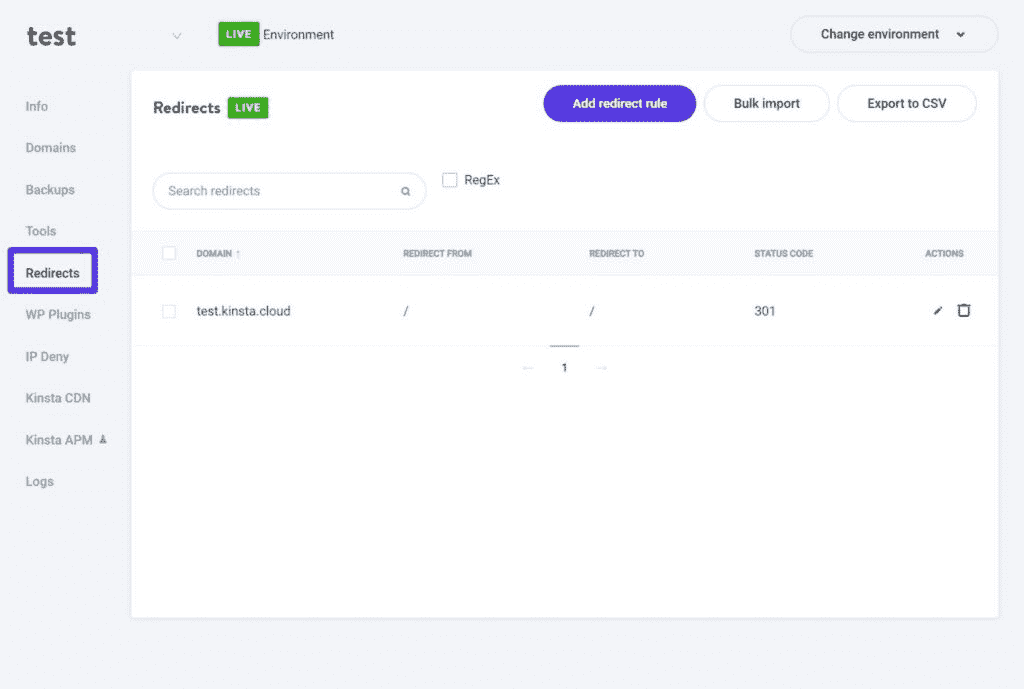 test
LIVE Environment
Change environment
Info
Domains
Backups
Tools
Redirects
WP Plugins
IP Deny
Kinsta CDN
Kinsta APM
Logs
Redirects LIVE
Add redirect rule
Bulk import
Export to CSV
Search redirects
RegEx
DOMAIN ↑ REDIRECT FROM REDIRECT TO STATUS CODE ACTIONS
test.kinsta.cloud / / 301
← 1 →